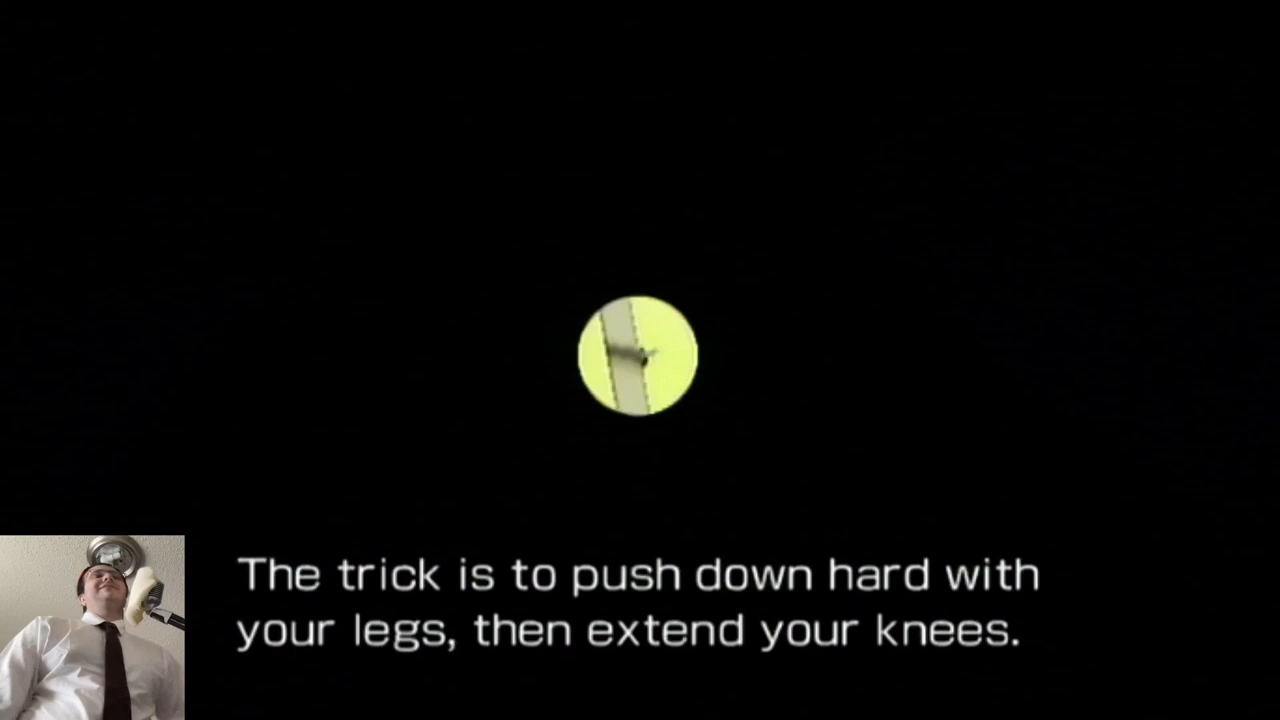 The trick is to push down hard with
your legs, then extend your knees.